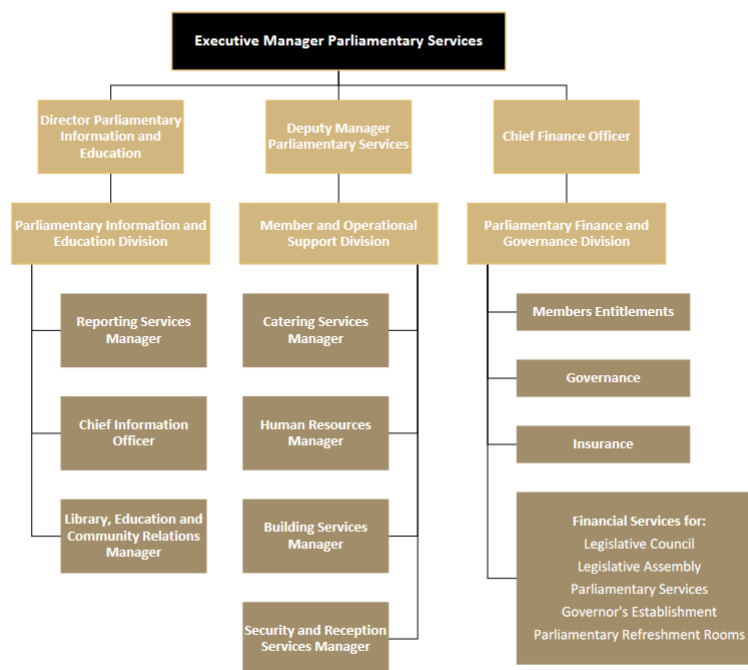 Executive Manager Parliamentary Services
Director Parliamentary
Information and
Education
Deputy Manager
Parliamentary Services
Chief Finance Officer
Parliamentary Information and
Education Division
Member and Operational
Support Division
Parliamentary Finance and
Governance Division
Reporting Services
Manager
Chief Information
Officer
Library, Education and
Community Relations
Manager
Catering Services
Manager
Human Resources
Manager
Building Services
Manager
Security and Reception
Services Manager
Members Entitlements
Governance
Insurance
Financial Services for:
Legislative Council
Legislative Assembly
Parliamentary Services
Governor's Establishment
Parliamentary Refreshment Rooms